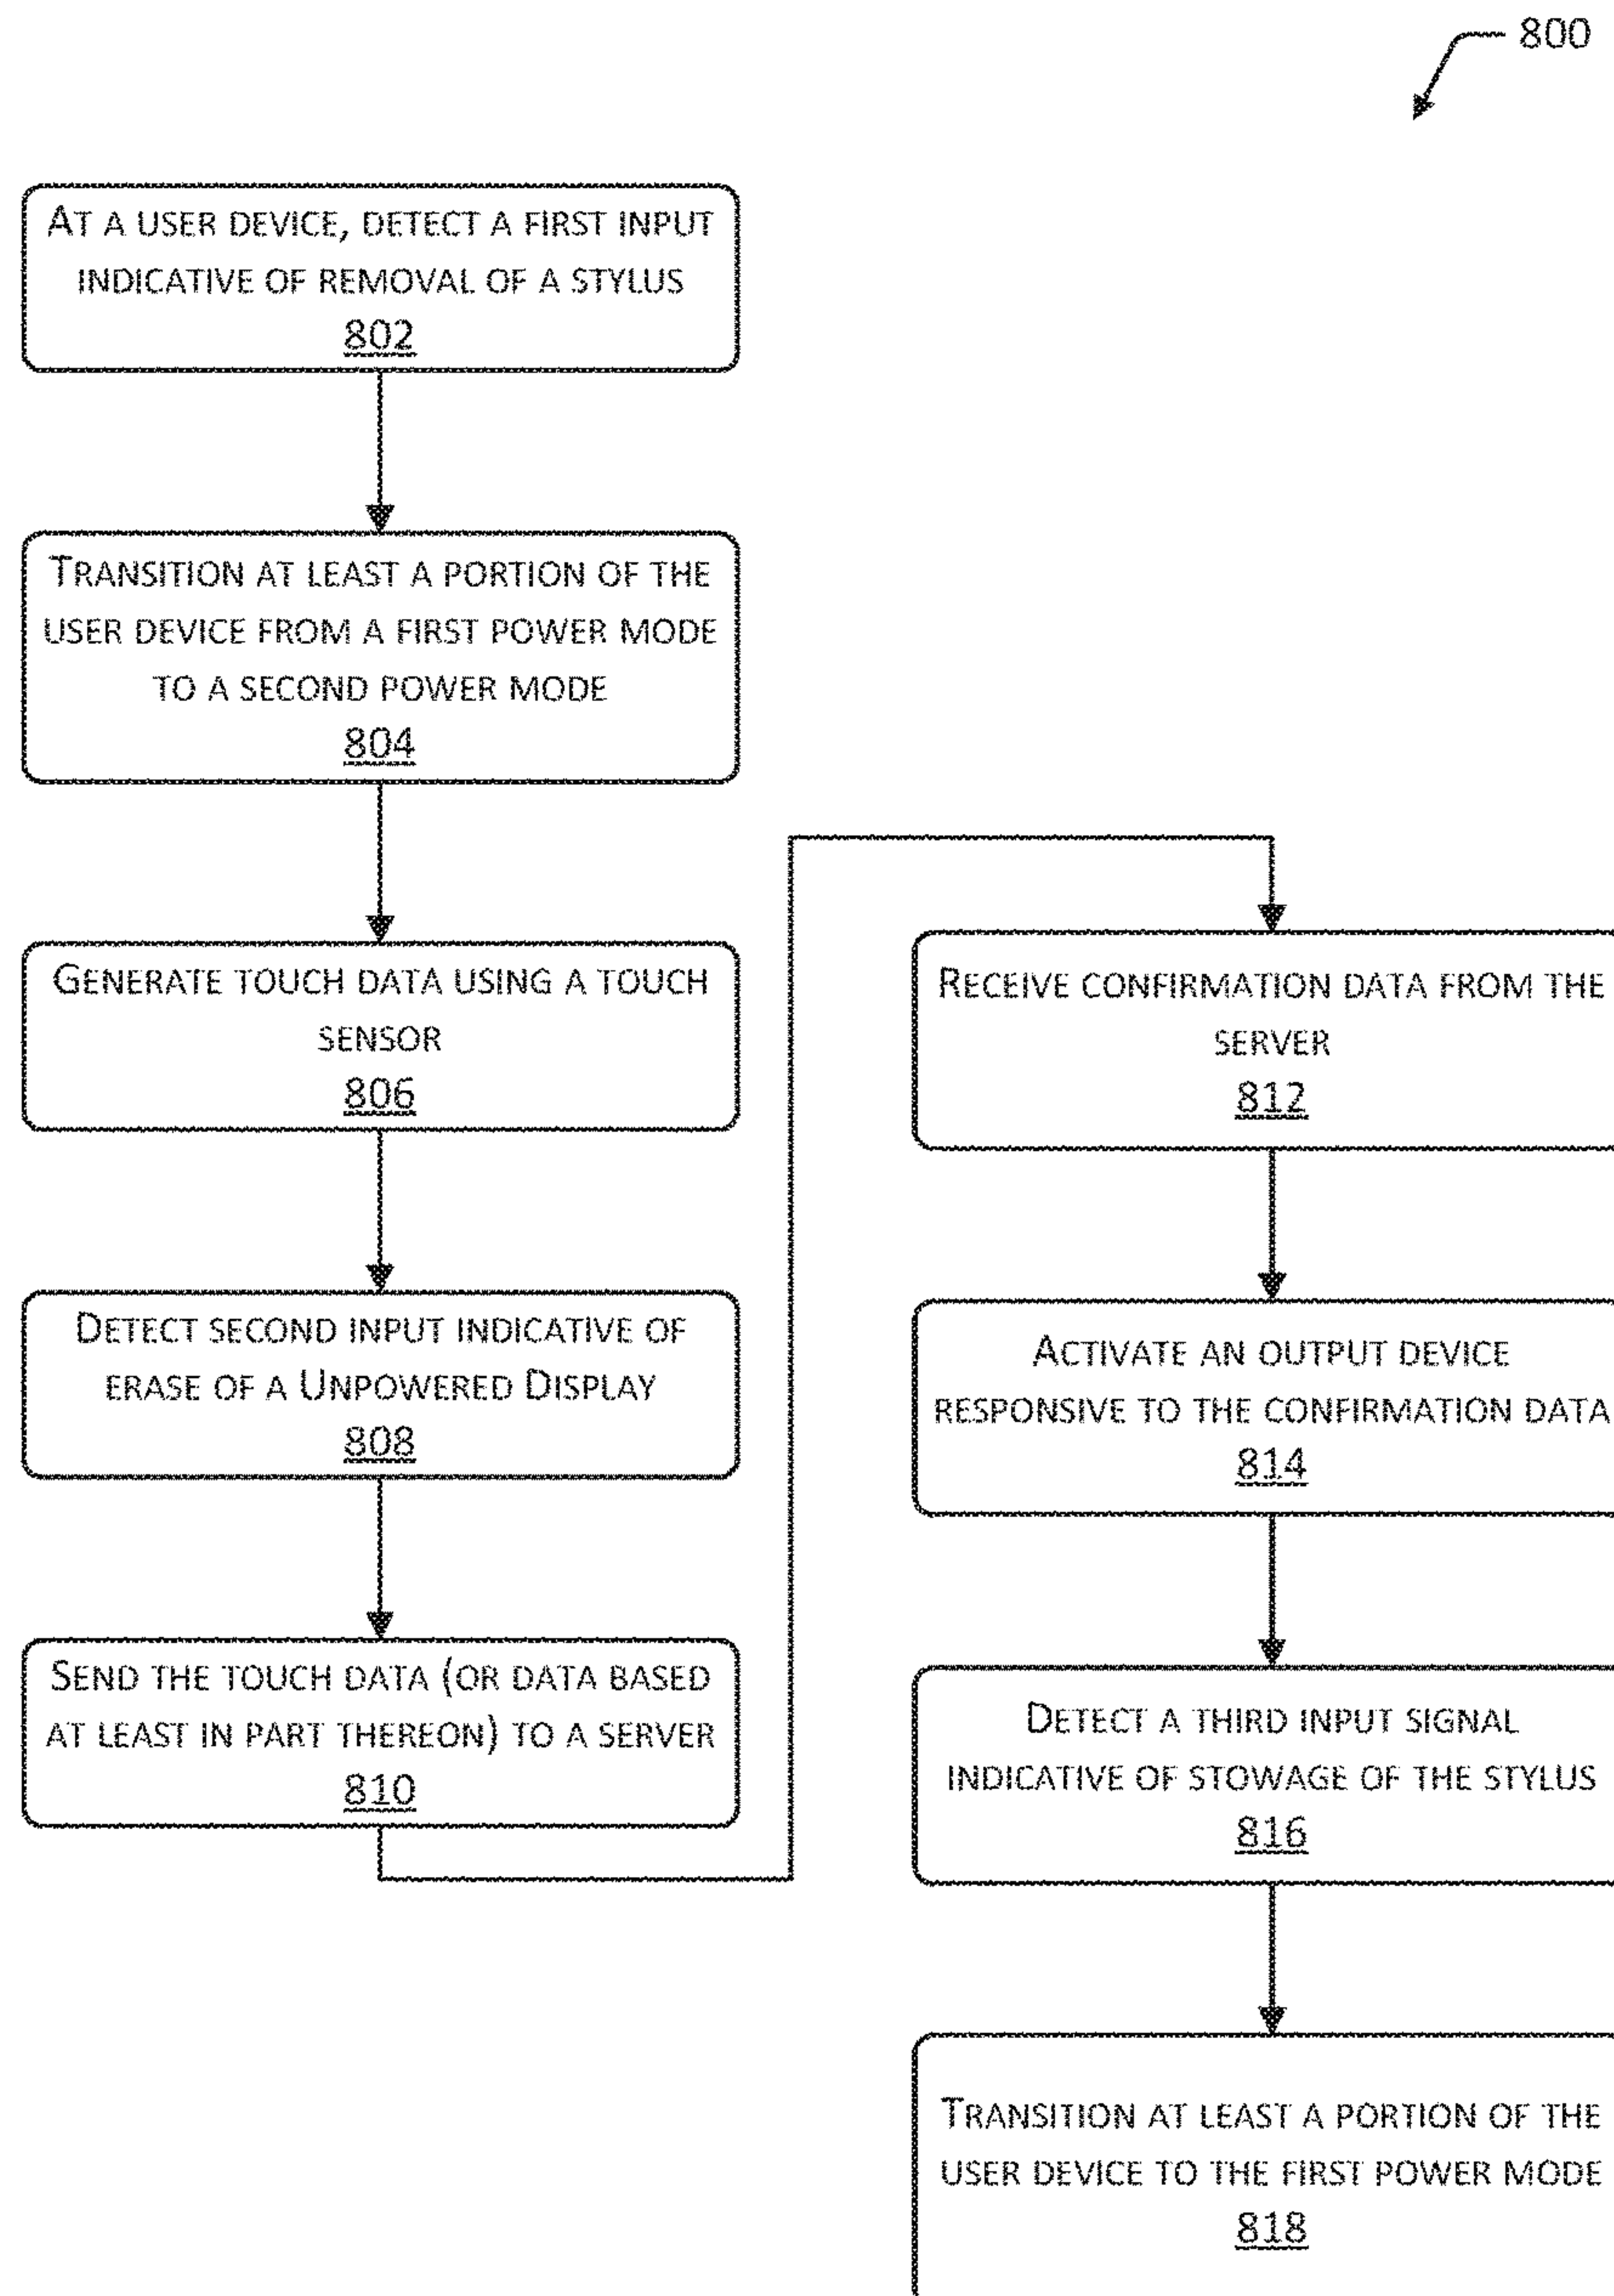 800
At a user device, detect a first input
indicative of removal of a stylus
802
Transition at least a portion of the
user device from a first power mode
to a second power mode
804
Generate touch data using a touch
sensor
806
Detect second input indicative of
erase of a Unpowered Display
808
Send the touch data (or data based
at least in part thereon) to a server
810
Receive confirmation data from the
server
812
Activate an output device
responsive to the confirmation data
814
Detect a third input signal
indicative of stowage of the stylus
816
Transition at least a portion of the
user device to the first power mode
818